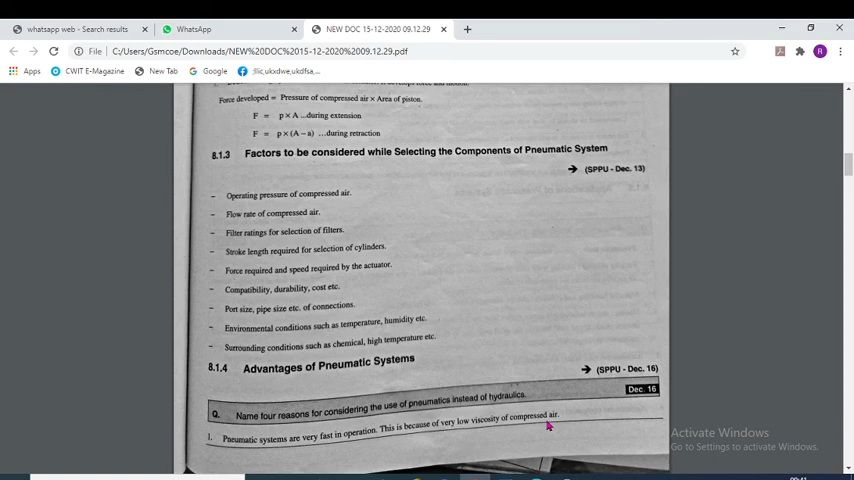 whatsapp web - Search results
WhatsApp
NEW DOC 15-12-2020 09.12.29
File
C:/Users/Gsmcoe/Downloads/NEW%20DOC%2015-12-2020%2009.12.29.pdf
Apps
CWIT E-Magazine
New Tab
Google
;llic,ukxdwe,ukdfsa,...
Force developed = Pressure of compressed air × Area of piston.
F = p × A ...during extension
F = p × (A – a) ...during retraction
8.1.3 Factors to be considered while Selecting the Components of Pneumatic System
→ (SPPU - Dec. 13)
– Operating pressure of compressed air.
– Flow rate of compressed air.
– Filter ratings for selection of filters.
– Stroke length required for selection of cylinders.
– Force required and speed required by the actuator.
– Compatibility, durability, cost etc.
– Port size, pipe size etc. of connections.
– Environmental conditions such as temperature, humidity etc.
– Surrounding conditions such as chemical, high temperature etc.
8.1.4 Advantages of Pneumatic Systems
→ (SPPU - Dec. 16)
Q. Name four reasons for considering the use of pneumatics instead of hydraulics. Dec. 16
1. Pneumatic systems are very fast in operation. This is because of very low viscosity of compressed air.
Activate Windows
Go to Settings to activate Windows.